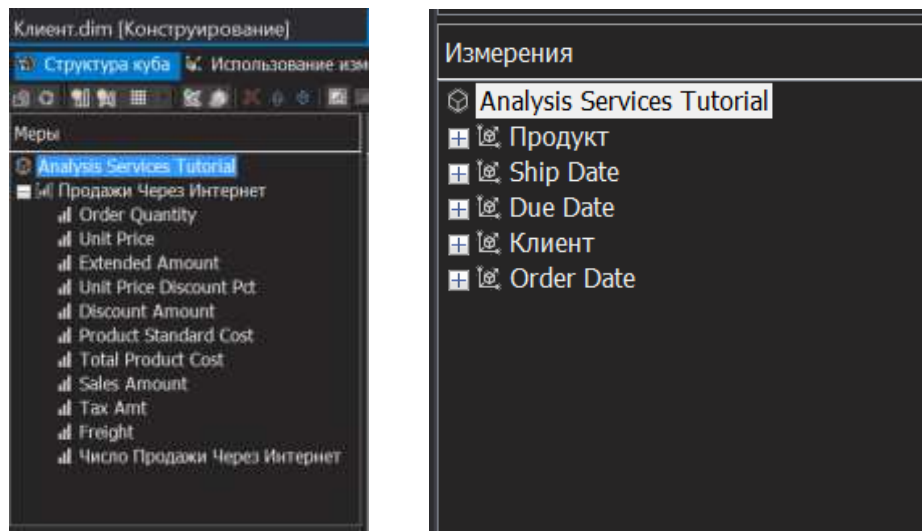 Клиент.dim [Конструирование]
Структура куба Использование изм
Меры
Analysis Services Tutorial
Продажи Через Интернет
Order Quantity
Unit Price
Extended Amount
Unit Price Discount Pct
Discount Amount
Product Standard Cost
Total Product Cost
Sales Amount
Tax Amt
Freight
Число Продажи Через Интернет
Измерения
Analysis Services Tutorial
Продукт
Ship Date
Due Date
Клиент
Order Date